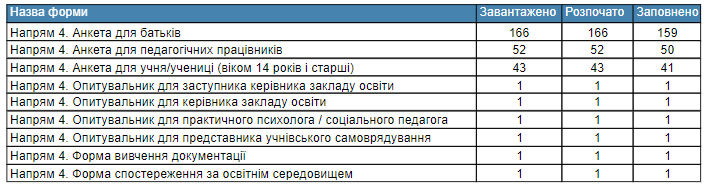 Назва форми Завантажено Розпочато Заповнено
Напрям 4. Анкета для батьків 166 166 159
Напрям 4. Анкета для педагогічних працівників 52 52 50
Напрям 4. Анкета для учня/учениці (віком 14 років і старші) 43 43 41
Напрям 4. Опитувальник для заступника керівника закладу освіти 1 1 1
Напрям 4. Опитувальник для керівника закладу освіти 1 1 1
Напрям 4. Опитувальник для практичного психолога / соціального педагога 1 1 1
Напрям 4. Опитувальник для представника учнівського самоврядування 1 1 1
Напрям 4. Форма вивчення документації 1 1 1
Напрям 4. Форма спостереження за освітнім середовищем 1 1 1